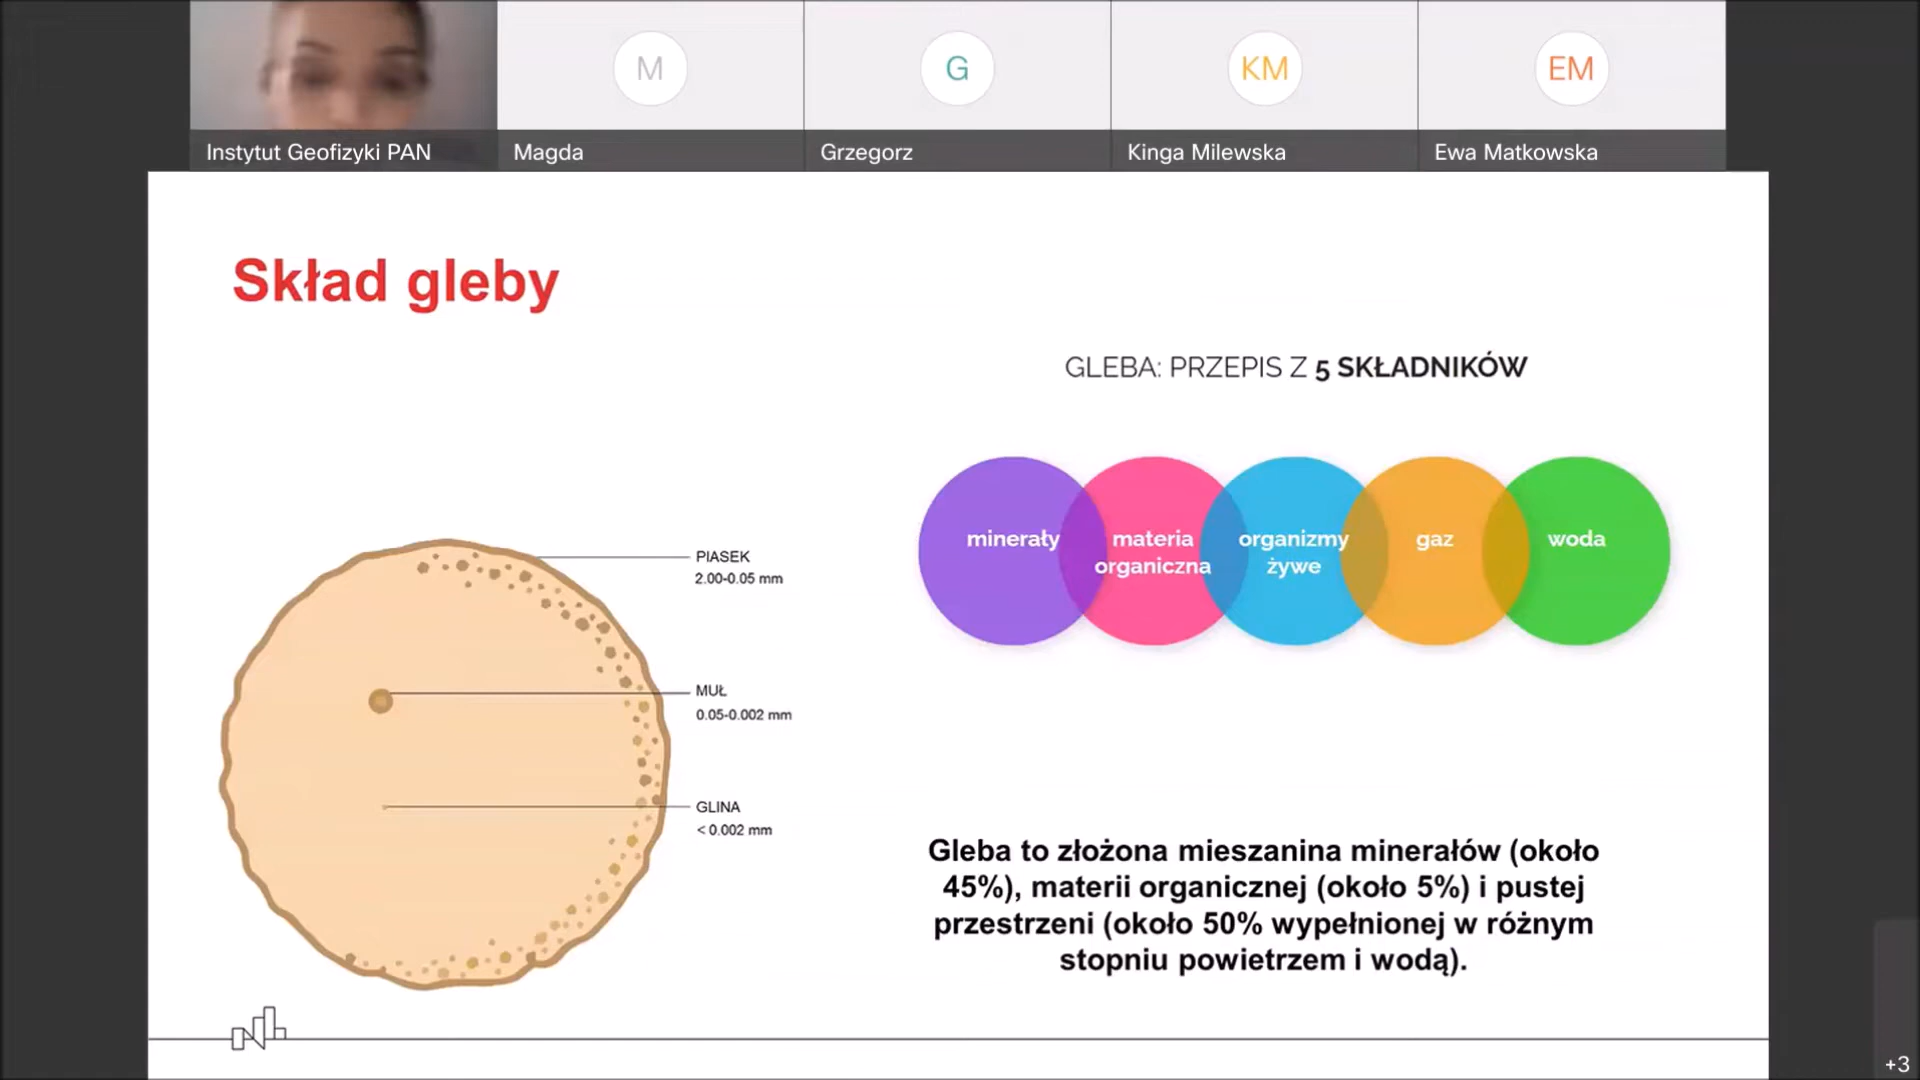 M
G
KM
EM
Instytut Geofizyki PAN
Magda
Grzegorz
Kinga Milewska
Ewa Matkowska
Skład gleby
GLEBA: PRZEPIS Z 5 SKŁADNIKÓW
minerały
materia
organiczna
organizmy
żywe
gaz
woda
PIASEK
2.00-0.05 mm
MUŁ
0.05-0.002 mm
GLINA
< 0.002 mm
Gleba to złożona mieszanina minerałów (około
45%), materii organicznej (około 5%) i pustej
przestrzeni (około 50% wypełnionej w różnym
stopniu powietrzem i wodą).
+3